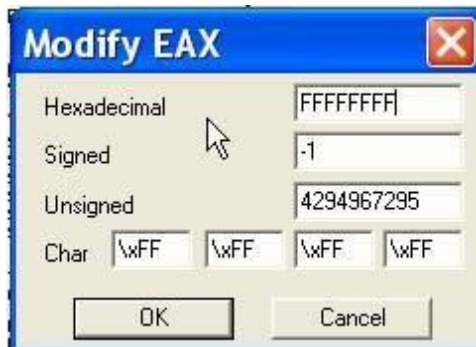 Modify EAX
Hexadecimal FFFFFFFF
Signed -1
Unsigned 4294967295
Char \xFF \xFF \xFF \xFF
OK Cancel